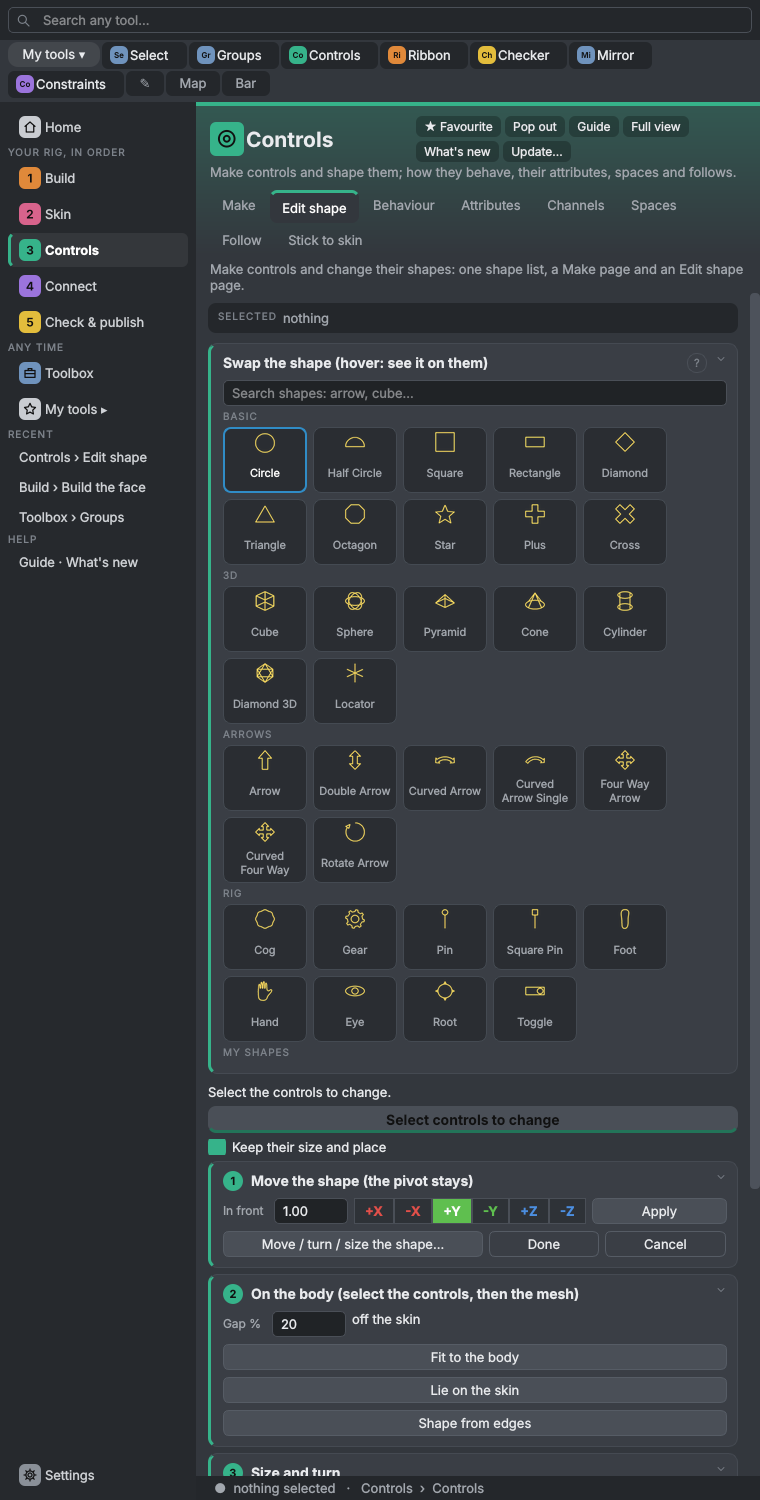 Search any tool...
My tools ▾ Se Select Gr Groups Co Controls Ri Ribbon Ch Checker Mi Mirror
Co Constraints ✎ Map Bar
Home
YOUR RIG, IN ORDER
1 Build
2 Skin
3 Controls
4 Connect
5 Check & publish
ANY TIME
Toolbox
My tools ▸
RECENT
Controls › Edit shape
Build › Build the face
Toolbox › Groups
HELP
Guide · What's new
Settings
Controls
★ Favourite Pop out Guide Full view
What's new Update...
Make controls and shape them; how they behave, their attributes, spaces and follows.
Make Edit shape Behaviour Attributes Channels Spaces
Follow Stick to skin
Make controls and change their shapes: one shape list, a Make page and an Edit shape
page.
SELECTED nothing
Swap the shape (hover: see it on them) ?
Search shapes: arrow, cube...
BASIC
Circle Half Circle Square Rectangle Diamond
Triangle Octagon Star Plus Cross
3D
Cube Sphere Pyramid Cone Cylinder
Diamond 3D Locator
ARROWS
Arrow Double Arrow Curved Arrow Curved Arrow Single Four Way Arrow
Curved Four Way Rotate Arrow
RIG
Cog Gear Pin Square Pin Foot
Hand Eye Root Toggle
MY SHAPES
Select the controls to change.
Select controls to change
Keep their size and place
1 Move the shape (the pivot stays)
In front 1.00 +X -X +Y -Y +Z -Z Apply
Move / turn / size the shape... Done Cancel
2 On the body (select the controls, then the mesh)
Gap % 20 off the skin
Fit to the body
Lie on the skin
Shape from edges
3 Size and turn
nothing selected · Controls › Controls